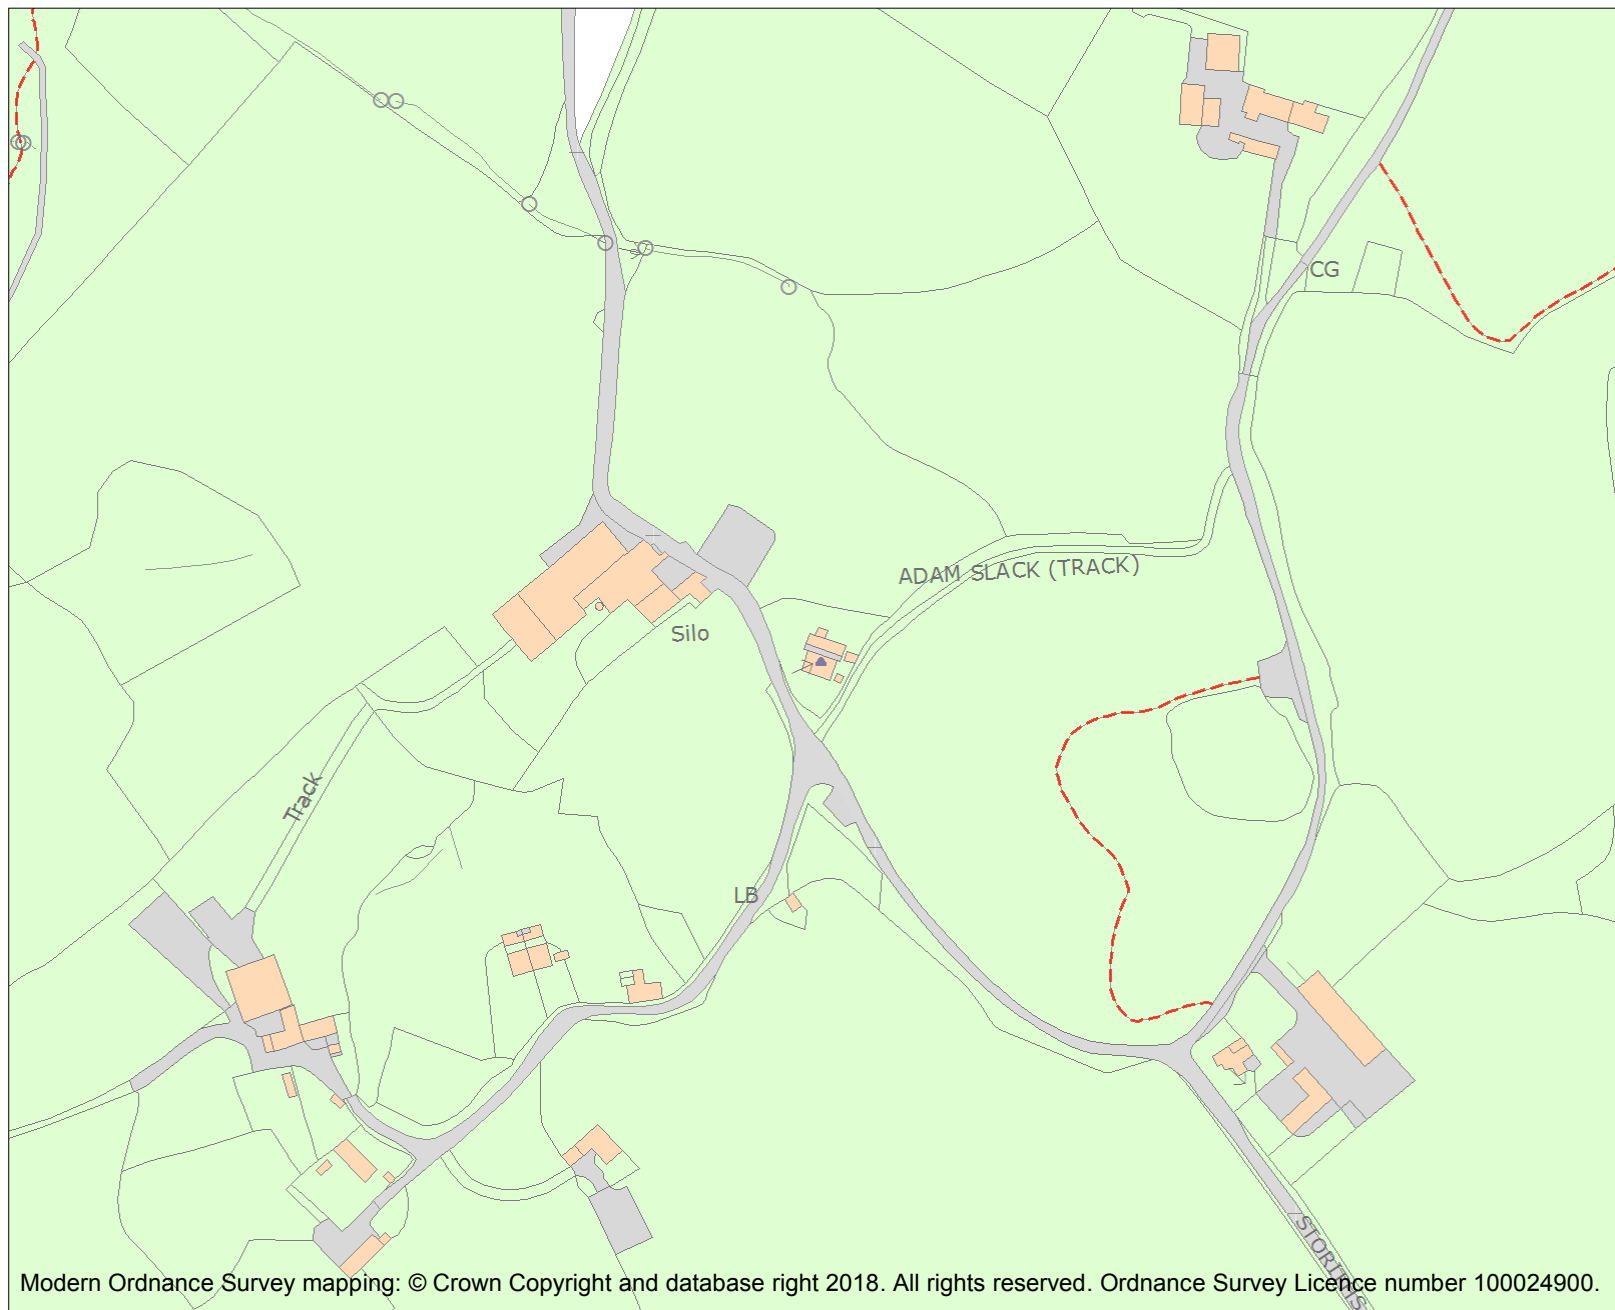 CG
ADAM SLACK (TRACK)
Silo
Track
LB
STORITHS
Modern Ordnance Survey mapping: © Crown Copyright and database right 2018. All rights reserved. Ordnance Survey Licence number 100024900.